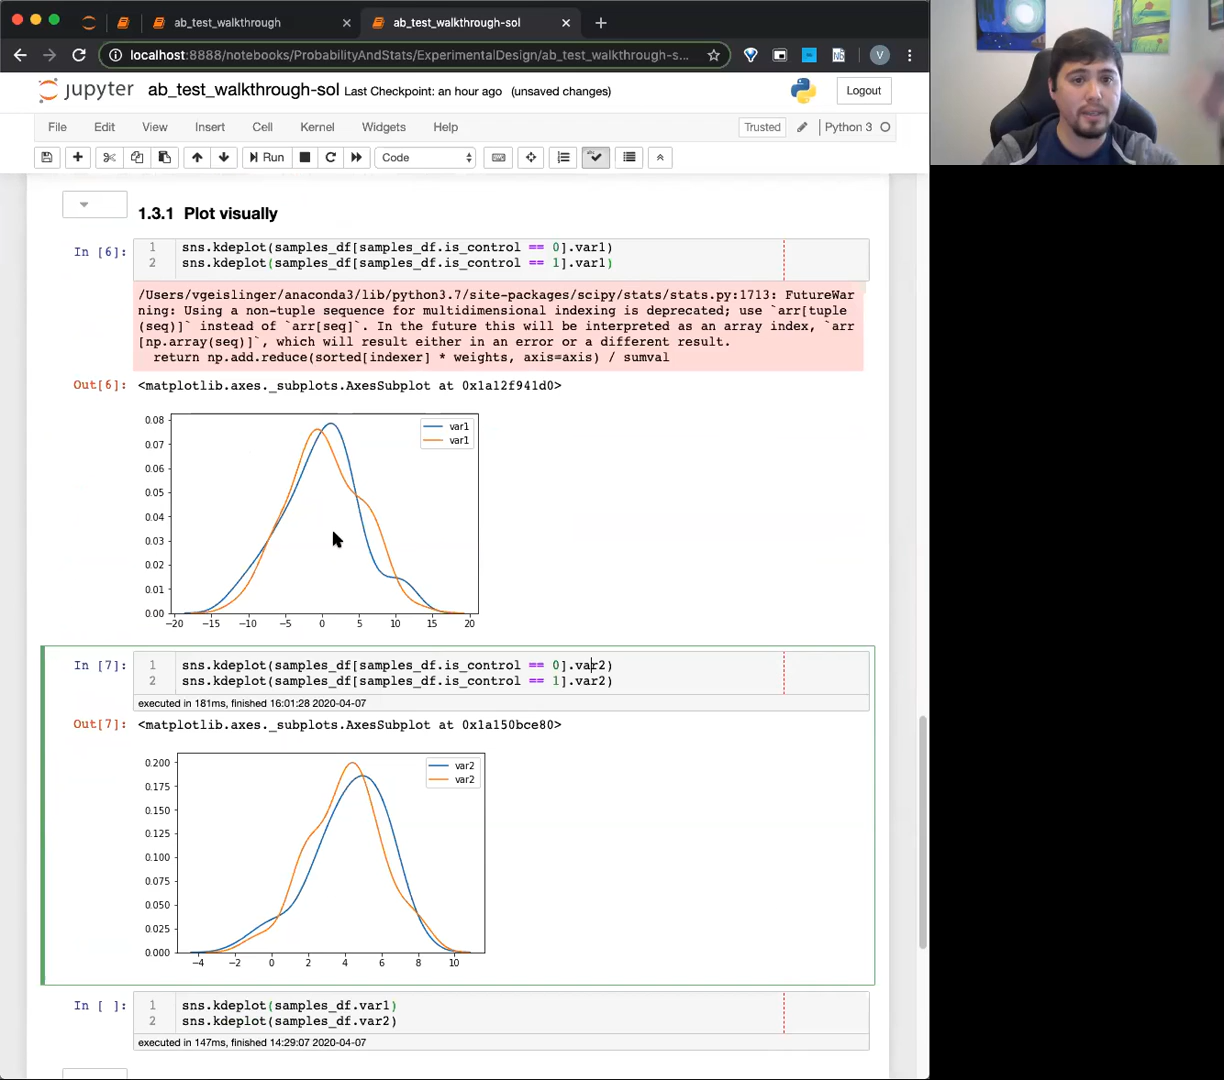 ab_test_walkthrough
ab_test_walkthrough-sol
localhost:8888/notebooks/ProbabilityAndStats/ExperimentalDesign/ab_test_walkthrough-s...
V
jupyter ab_test_walkthrough-sol Last Checkpoint: an hour ago (unsaved changes)
Logout
File Edit View Insert Cell Kernel Widgets Help
Trusted Python 3
Run Code
1.3.1 Plot visually
In [6]:
1 sns.kdeplot(samples_df[samples_df.is_control == 0].var1)
2 sns.kdeplot(samples_df[samples_df.is_control == 1].var1)
/Users/vgeislinger/anaconda3/lib/python3.7/site-packages/scipy/stats/stats.py:1713: FutureWar
ning: Using a non-tuple sequence for multidimensional indexing is deprecated; use `arr[tuple
(seq)]` instead of `arr[seq]`. In the future this will be interpreted as an array index, `arr
[np.array(seq)]`, which will result either in an error or a different result.
return np.add.reduce(sorted[indexer] * weights, axis=axis) / sumval
Out[6]: <matplotlib.axes._subplots.AxesSubplot at 0x1a12f941d0>
0.08
0.07
0.06
0.05
0.04
0.03
0.02
0.01
0.00
var1
var1
-20 -15 -10 -5 0 5 10 15 20
In [7]:
1 sns.kdeplot(samples_df[samples_df.is_control == 0].var2)
2 sns.kdeplot(samples_df[samples_df.is_control == 1].var2)
executed in 181ms, finished 16:01:28 2020-04-07
Out[7]: <matplotlib.axes._subplots.AxesSubplot at 0x1a150bce80>
0.200
0.175
0.150
0.125
0.100
0.075
0.050
0.025
0.000
var2
var2
-4 -2 0 2 4 6 8 10
In [ ]:
1 sns.kdeplot(samples_df.var1)
2 sns.kdeplot(samples_df.var2)
executed in 147ms, finished 14:29:07 2020-04-07